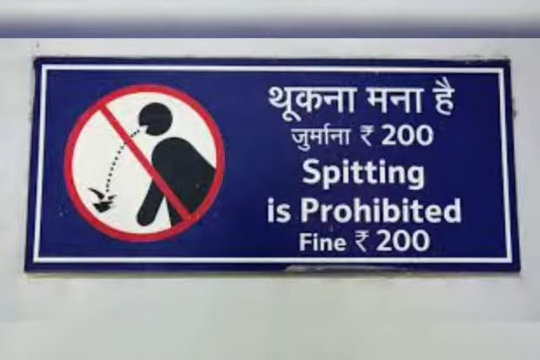 थूकना मना है
जुर्माना ₹ 200
Spitting
is Prohibited
Fine ₹ 200